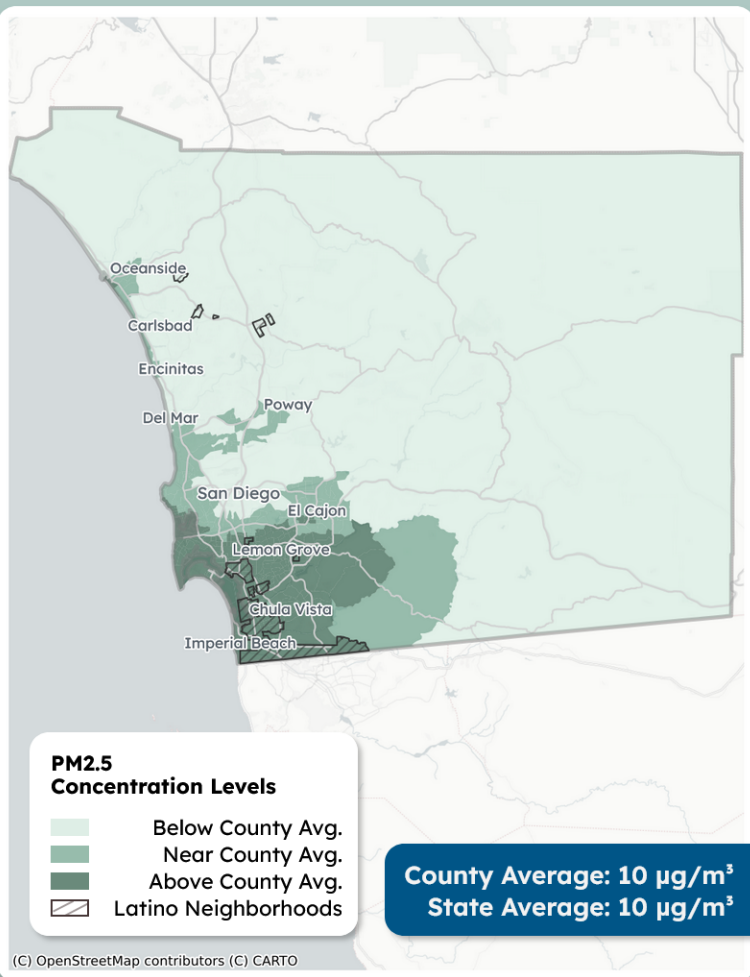 Oceanside
Carlsbad
Encinitas
Poway
Del Mar
San Diego
El Cajon
Lemon Grove
Chula Vista
Imperial Beach
PM2.5
Concentration Levels
Below County Avg.
Near County Avg.
Above County Avg.
Latino Neighborhoods
County Average: 10 µg/m³
State Average: 10 µg/m³
(C) OpenStreetMap contributors (C) CARTO